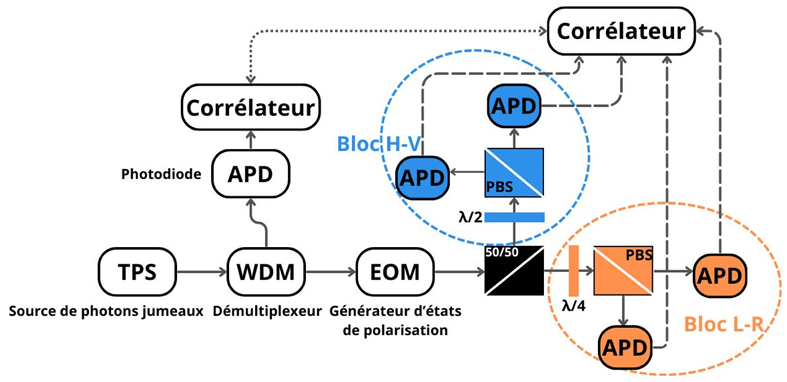 Corrélateur
Corrélateur
APD
Bloc H-V
APD
PBS
Photodiode
APD
λ/2
50/50
PBS
TPS
WDM
EOM
APD
λ/4
Source de photons jumeaux
Démultiplexeur
Générateur d'états
de polarisation
Bloc L-R
APD